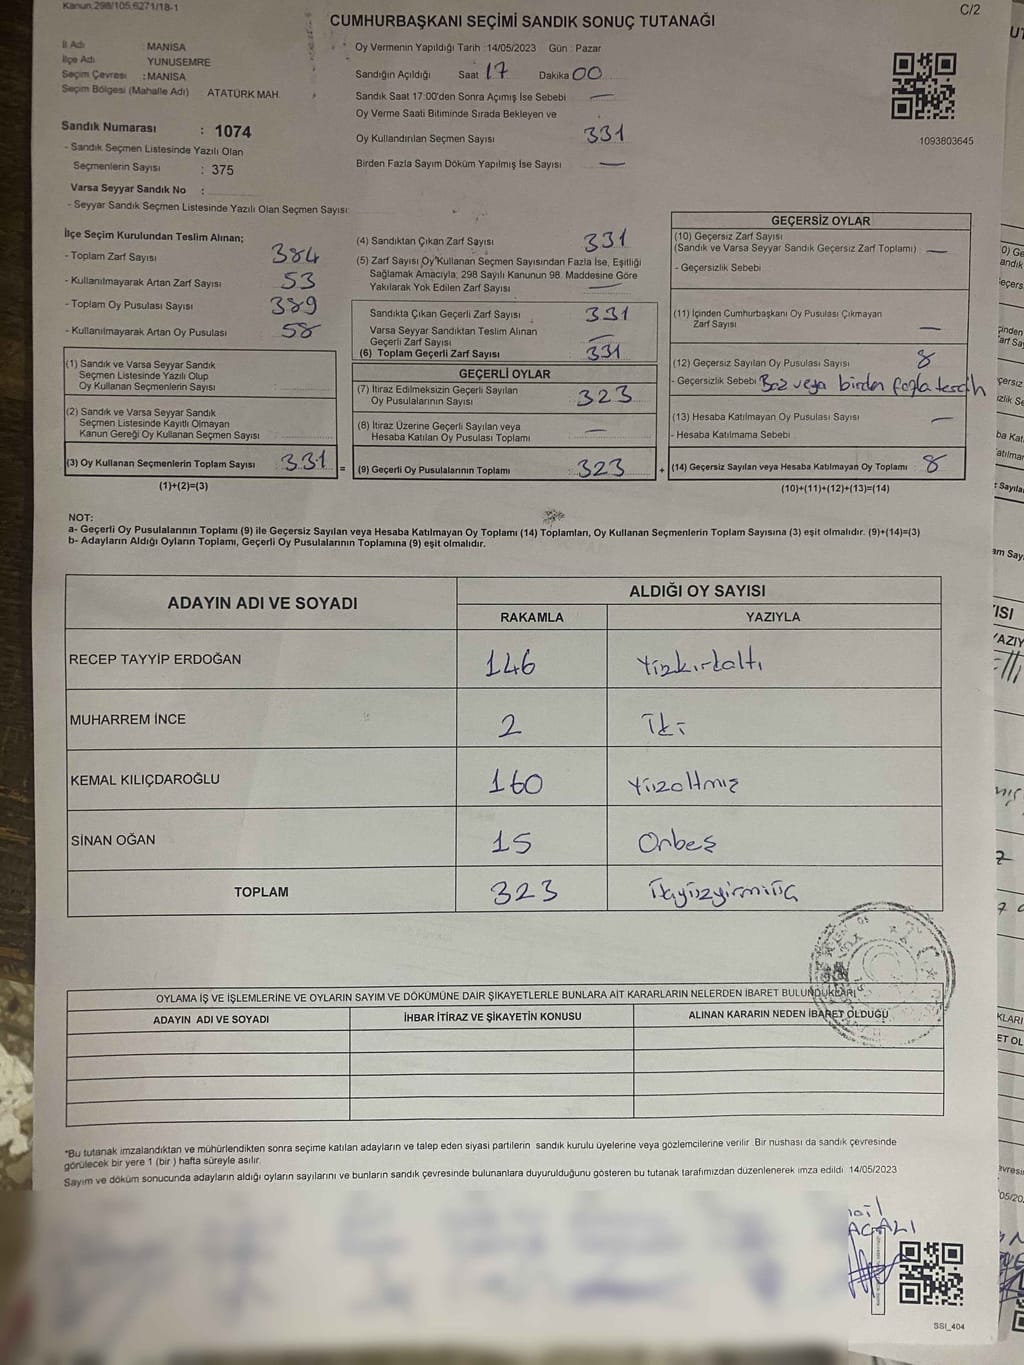 Kanun:298/105,6271/18-1
C/2
CUMHURBAŞKANI SEÇİMİ SANDIK SONUÇ TUTANAĞI
İl Adı : MANİSA
İlçe Adı YUNUSEMRE
Seçim Çevresi : MANİSA
Seçim Bölgesi (Mahalle Adı) ATATÜRK MAH.
Sandık Numarası : 1074
- Sandık Seçmen Listesinde Yazılı Olan
Seçmenlerin Sayısı : 375
Varsa Seyyar Sandık No :
- Seyyar Sandık Seçmen Listesinde Yazılı Olan Seçmen Sayısı:
Oy Vermenin Yapıldığı Tarih :14/05/2023 Gün : Pazar
Sandığın Açıldığı Saat 17 Dakika 00
Sandık Saat 17:00'den Sonra Açımış İse Sebebi —
Oy Verme Saati Bitiminde Sırada Bekleyen ve
Oy Kullandırılan Seçmen Sayısı 331
Birden Fazla Sayım Döküm Yapılmış İse Sayısı —
1093803645
İlçe Seçim Kurulundan Teslim Alınan;
- Toplam Zarf Sayısı 384
- Kullanılmayarak Artan Zarf Sayısı 53
- Toplam Oy Pusulası Sayısı 389
- Kullanılmayarak Artan Oy Pusulası 58
(1) Sandık ve Varsa Seyyar Sandık
Seçmen Listesinde Yazılı Olup
Oy Kullanan Seçmenlerin Sayısı
(2) Sandık ve Varsa Seyyar Sandık
Seçmen Listesinde Kayıtlı Olmayan
Kanun Gereği Oy Kullanan Seçmen Sayısı
(3) Oy Kullanan Seçmenlerin Toplam Sayısı 331 =
(1)+(2)=(3)
(4) Sandıktan Çıkan Zarf Sayısı 331
(5) Zarf Sayısı Oy Kullanan Seçmen Sayısından Fazla İse, Eşitliği
Sağlamak Amacıyla, 298 Sayılı Kanunun 98. Maddesine Göre
Yakılarak Yok Edilen Zarf Sayısı —
Sandıkta Çıkan Geçerli Zarf Sayısı 331
Varsa Seyyar Sandıktan Teslim Alınan
Geçerli Zarf Sayısı —
(6) Toplam Geçerli Zarf Sayısı 331
GEÇERLİ OYLAR
(7) İtiraz Edilmeksizin Geçerli Sayılan
Oy Pusulalarının Sayısı 323
(8) İtiraz Üzerine Geçerli Sayılan veya
Hesaba Katılan Oy Pusulası Toplamı —
(9) Geçerli Oy Pusulalarının Toplamı : 323 +
GEÇERSİZ OYLAR
(10) Geçersiz Zarf Sayısı
(Sandık ve Varsa Seyyar Sandık Geçersiz Zarf Toplamı) —
- Geçersizlik Sebebi
(11) İçinden Cumhurbaşkanı Oy Pusulası Çıkmayan
Zarf Sayısı —
(12) Geçersiz Sayılan Oy Pusulası Sayısı 8
- Geçersizlik Sebebi Boz veya birden fazla tercih
(13) Hesaba Katılmayan Oy Pusulası Sayısı —
- Hesaba Katılmama Sebebi
(14) Geçersiz Sayılan veya Hesaba Katılmayan Oy Toplamı : 8
(10)+(11)+(12)+(13)=(14)
NOT:
a- Geçerli Oy Pusulalarının Toplamı (9) ile Geçersiz Sayılan veya Hesaba Katılmayan Oy Toplamı (14) Toplamları, Oy Kullanan Seçmenlerin Toplam Sayısına (3) eşit olmalıdır. (9)+(14)=(3)
b- Adayların Aldığı Oyların Toplamı, Geçerli Oy Pusulalarının Toplamına (9) eşit olmalıdır.
ADAYIN ADI VE SOYADI
ALDIĞI OY SAYISI
RAKAMLA YAZIYLA
RECEP TAYYİP ERDOĞAN 146 Yüzkırkaltı
MUHARREM İNCE 2 İki
KEMAL KILIÇDAROĞLU 160 Yüzaltmış
SİNAN OĞAN 15 Onbeş
TOPLAM 323 Üçyüzyirmiüç
OYLAMA İŞ VE İŞLEMLERİNE VE OYLARIN SAYIM VE DÖKÜMÜNE DAİR ŞİKAYETLERLE BUNLARA AİT KARARLARIN NELERDEN İBARET BULUNDUKLARI
ADAYIN ADI VE SOYADI İHBAR İTİRAZ VE ŞİKAYETİN KONUSU ALINAN KARARIN NEDEN İBARET OLDUĞU
*Bu tutanak imzalandıktan ve mühürlendikten sonra seçime katılan adayların ve talep eden siyasi partilerin sandık kurulu üyelerine veya gözlemcilerine verilir. Bir nüshası da sandık çevresinde
görülecek bir yere 1 (bir ) hafta süreyle asılır.
Sayım ve döküm sonucunda adayların aldığı oyların sayılarını ve bunların sandık çevresinde bulunanlara duyurulduğunu gösteren bu tutanak tarafımızdan düzenlenerek imza edildi. 14/05/2023
SSI_404